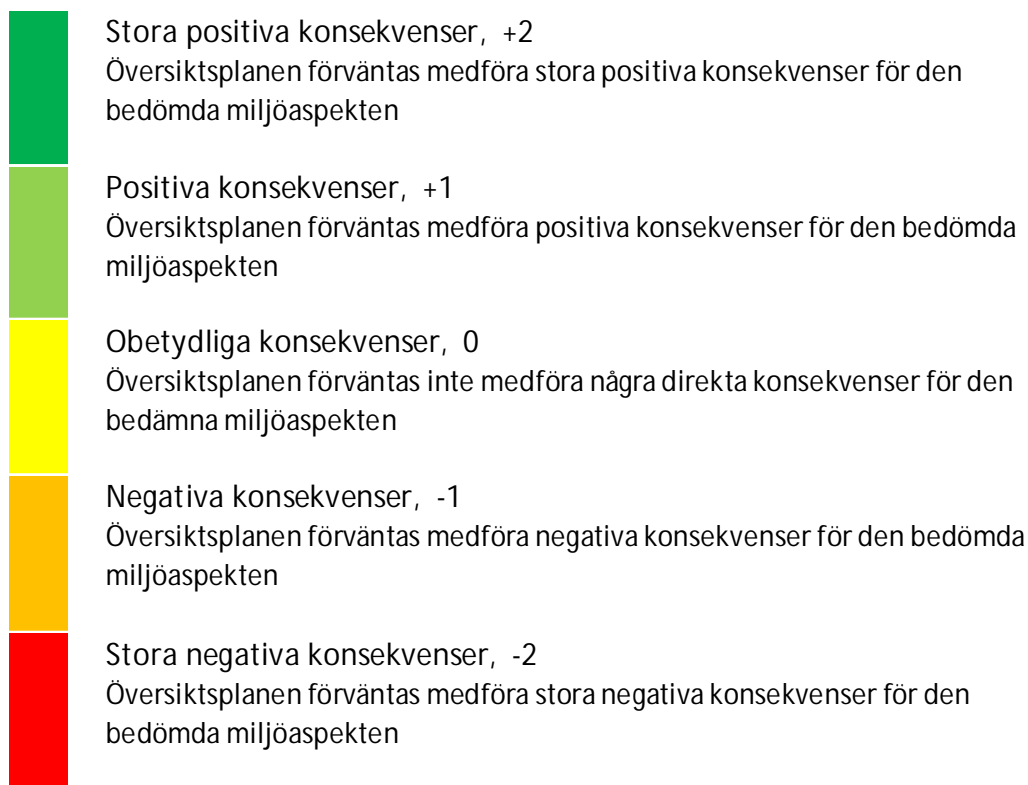 Stora positiva konsekvenser, +2
Översiktsplanen förväntas medföra stora positiva konsekvenser för den
bedömda miljöaspekten
Positiva konsekvenser, +1
Översiktsplanen förväntas medföra positiva konsekvenser för den bedömda
miljöaspekten
Obetydliga konsekvenser, 0
Översiktsplanen förväntas inte medföra några direkta konsekvenser för den
bedämna miljöaspekten
Negativa konsekvenser, -1
Översiktsplanen förväntas medföra negativa konsekvenser för den bedömda
miljöaspekten
Stora negativa konsekvenser, -2
Översiktsplanen förväntas medföra stora negativa konsekvenser för den
bedömda miljöaspekten